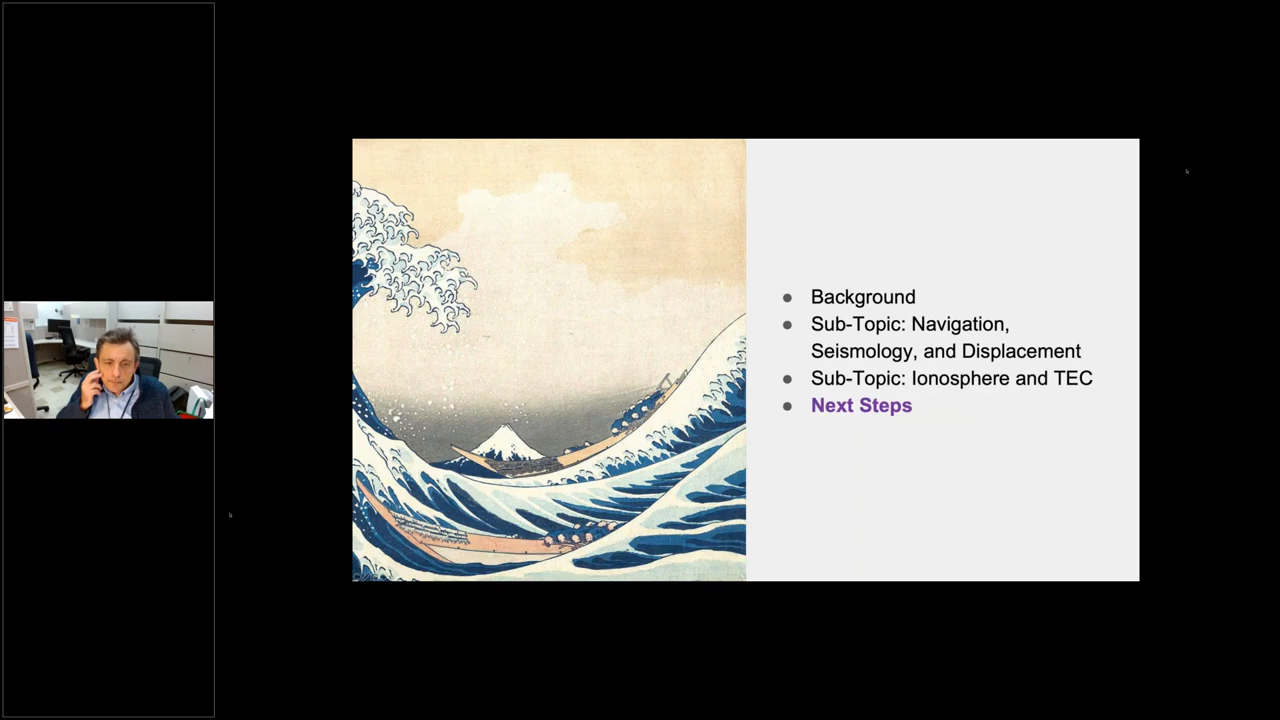 Background
Sub-Topic: Navigation,
Seismology, and Displacement
Sub-Topic: Ionosphere and TEC
Next Steps